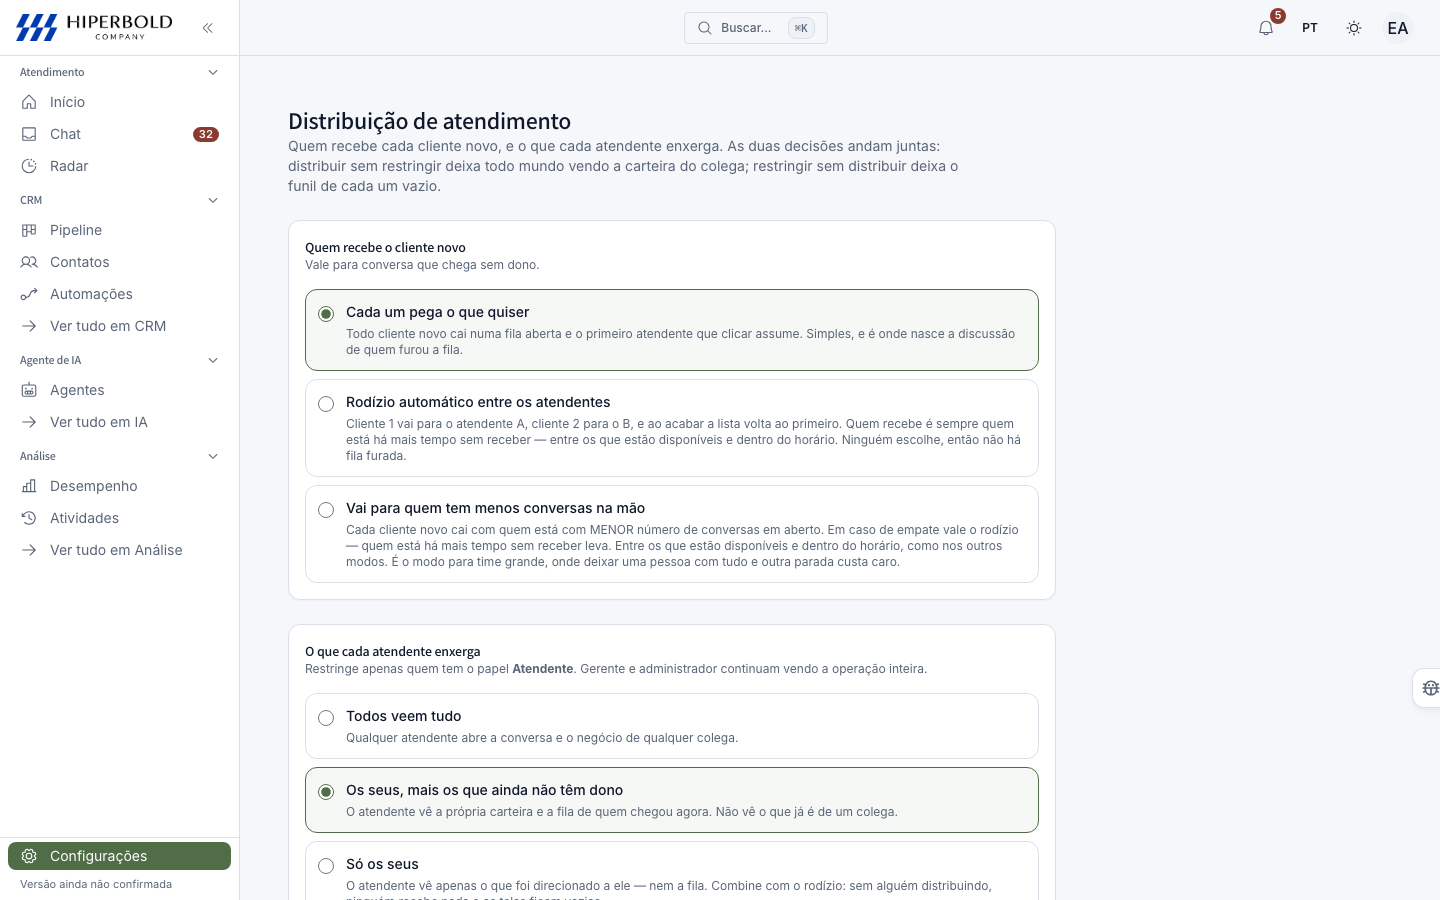 HIPERBOLD
COMPANY
Buscar...
⌘K
5
PT
EA
Atendimento
Início
Chat
32
Radar
CRM
Pipeline
Contatos
Automações
Ver tudo em CRM
Agente de IA
Agentes
Ver tudo em IA
Análise
Desempenho
Atividades
Ver tudo em Análise
Configurações
Versão ainda não confirmada
Distribuição de atendimento
Quem recebe cada cliente novo, e o que cada atendente enxerga. As duas decisões andam juntas:
distribuir sem restringir deixa todo mundo vendo a carteira do colega; restringir sem distribuir deixa o
funil de cada um vazio.
Quem recebe o cliente novo
Vale para conversa que chega sem dono.
Cada um pega o que quiser
Todo cliente novo cai numa fila aberta e o primeiro atendente que clicar assume. Simples, e é onde nasce a discussão
de quem furou a fila.
Rodízio automático entre os atendentes
Cliente 1 vai para o atendente A, cliente 2 para o B, e ao acabar a lista volta ao primeiro. Quem recebe é sempre quem
está há mais tempo sem receber — entre os que estão disponíveis e dentro do horário. Ninguém escolhe, então não há
fila furada.
Vai para quem tem menos conversas na mão
Cada cliente novo cai com quem está com MENOR número de conversas em aberto. Em caso de empate vale o rodízio
— quem está há mais tempo sem receber leva. Entre os que estão disponíveis e dentro do horário, como nos outros
modos. É o modo para time grande, onde deixar uma pessoa com tudo e outra parada custa caro.
O que cada atendente enxerga
Restringe apenas quem tem o papel Atendente. Gerente e administrador continuam vendo a operação inteira.
Todos veem tudo
Qualquer atendente abre a conversa e o negócio de qualquer colega.
Os seus, mais os que ainda não têm dono
O atendente vê a própria carteira e a fila de quem chegou agora. Não vê o que já é de um colega.
Só os seus
O atendente vê apenas o que foi direcionado a ele — nem a fila. Combine com o rodízio: sem alguém distribuindo,